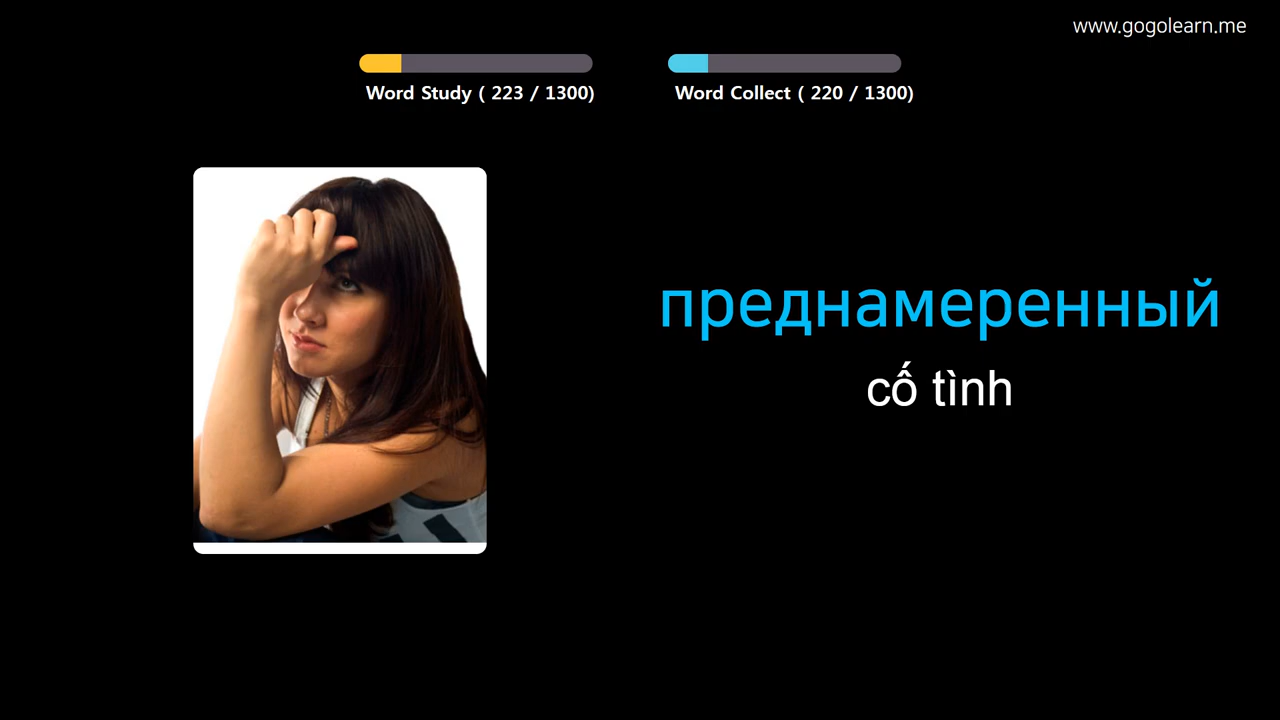 www.gogolearn.me
Word Study ( 223 / 1300)
Word Collect ( 220 / 1300)
преднамеренный
cố tình